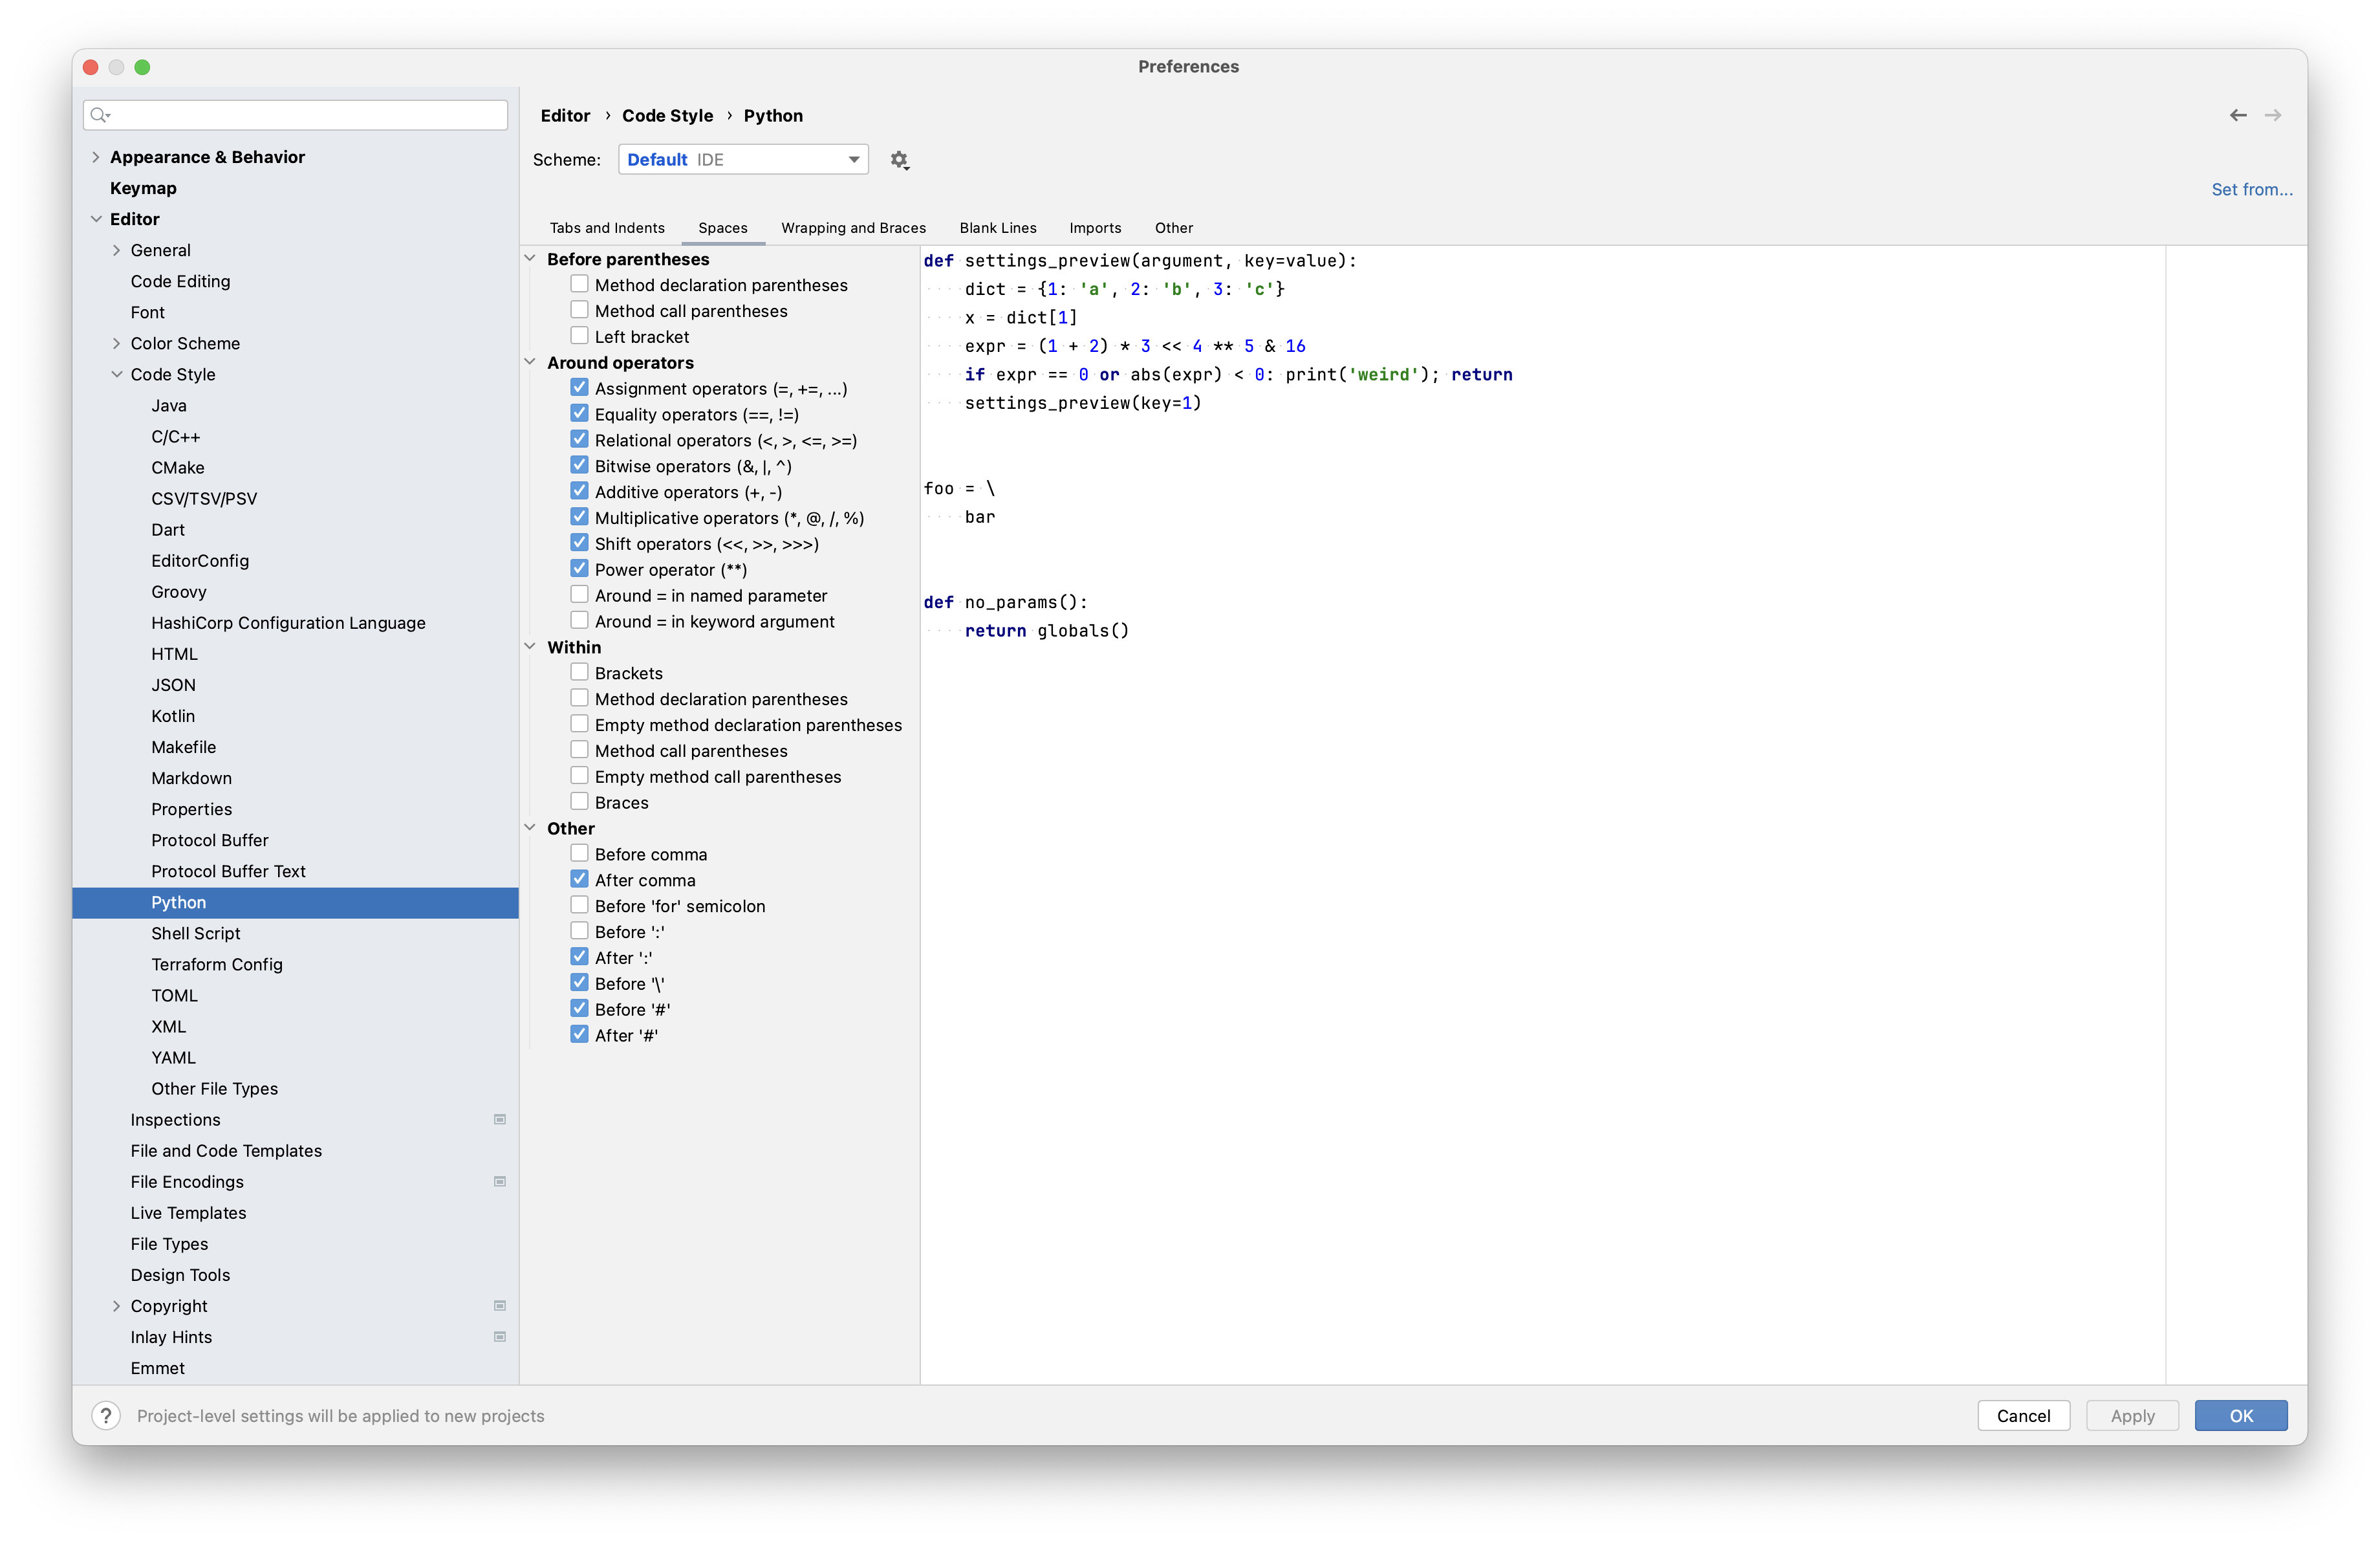 Preferences
Appearance & Behavior
Keymap
Editor
General
Code Editing
Font
Color Scheme
Code Style
Java
C/C++
CMake
CSV/TSV/PSV
Dart
EditorConfig
Groovy
HashiCorp Configuration Language
HTML
JSON
Kotlin
Makefile
Markdown
Properties
Protocol Buffer
Protocol Buffer Text
Python
Shell Script
Terraform Config
TOML
XML
YAML
Other File Types
Inspections
File and Code Templates
File Encodings
Live Templates
File Types
Design Tools
Copyright
Inlay Hints
Emmet
Editor › Code Style › Python
Scheme: Default IDE
Set from...
Tabs and Indents Spaces Wrapping and Braces Blank Lines Imports Other
Before parentheses
Method declaration parentheses
Method call parentheses
Left bracket
Around operators
Assignment operators (=, +=, ...)
Equality operators (==, !=)
Relational operators (<, >, <=, >=)
Bitwise operators (&, |, ^)
Additive operators (+, -)
Multiplicative operators (*, @, /, %)
Shift operators (<<, >>, >>>)
Power operator (**)
Around = in named parameter
Around = in keyword argument
Within
Brackets
Method declaration parentheses
Empty method declaration parentheses
Method call parentheses
Empty method call parentheses
Braces
Other
Before comma
After comma
Before 'for' semicolon
Before ':'
After ':'
Before '\'
Before '#'
After '#'
def settings_preview(argument, key=value):
    dict = {1: 'a', 2: 'b', 3: 'c'}
    x = dict[1]
    expr = (1 + 2) * 3 << 4 ** 5 & 16
    if expr == 0 or abs(expr) < 0: print('weird'); return
    settings_preview(key=1)
foo = \
    bar
def no_params():
    return globals()
? Project-level settings will be applied to new projects
Cancel Apply OK